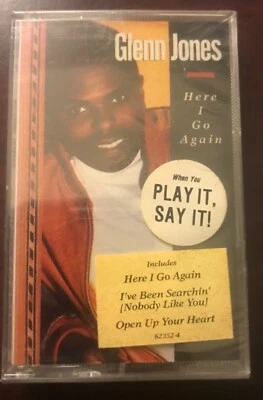 Glenn Jones
Here
I
Go
Again
When You
PLAY IT,
SAY IT!
Includes
Here I Go Again
I've Been Searchin'
[Nobody Like You]
Open Up Your Heart
82352-4